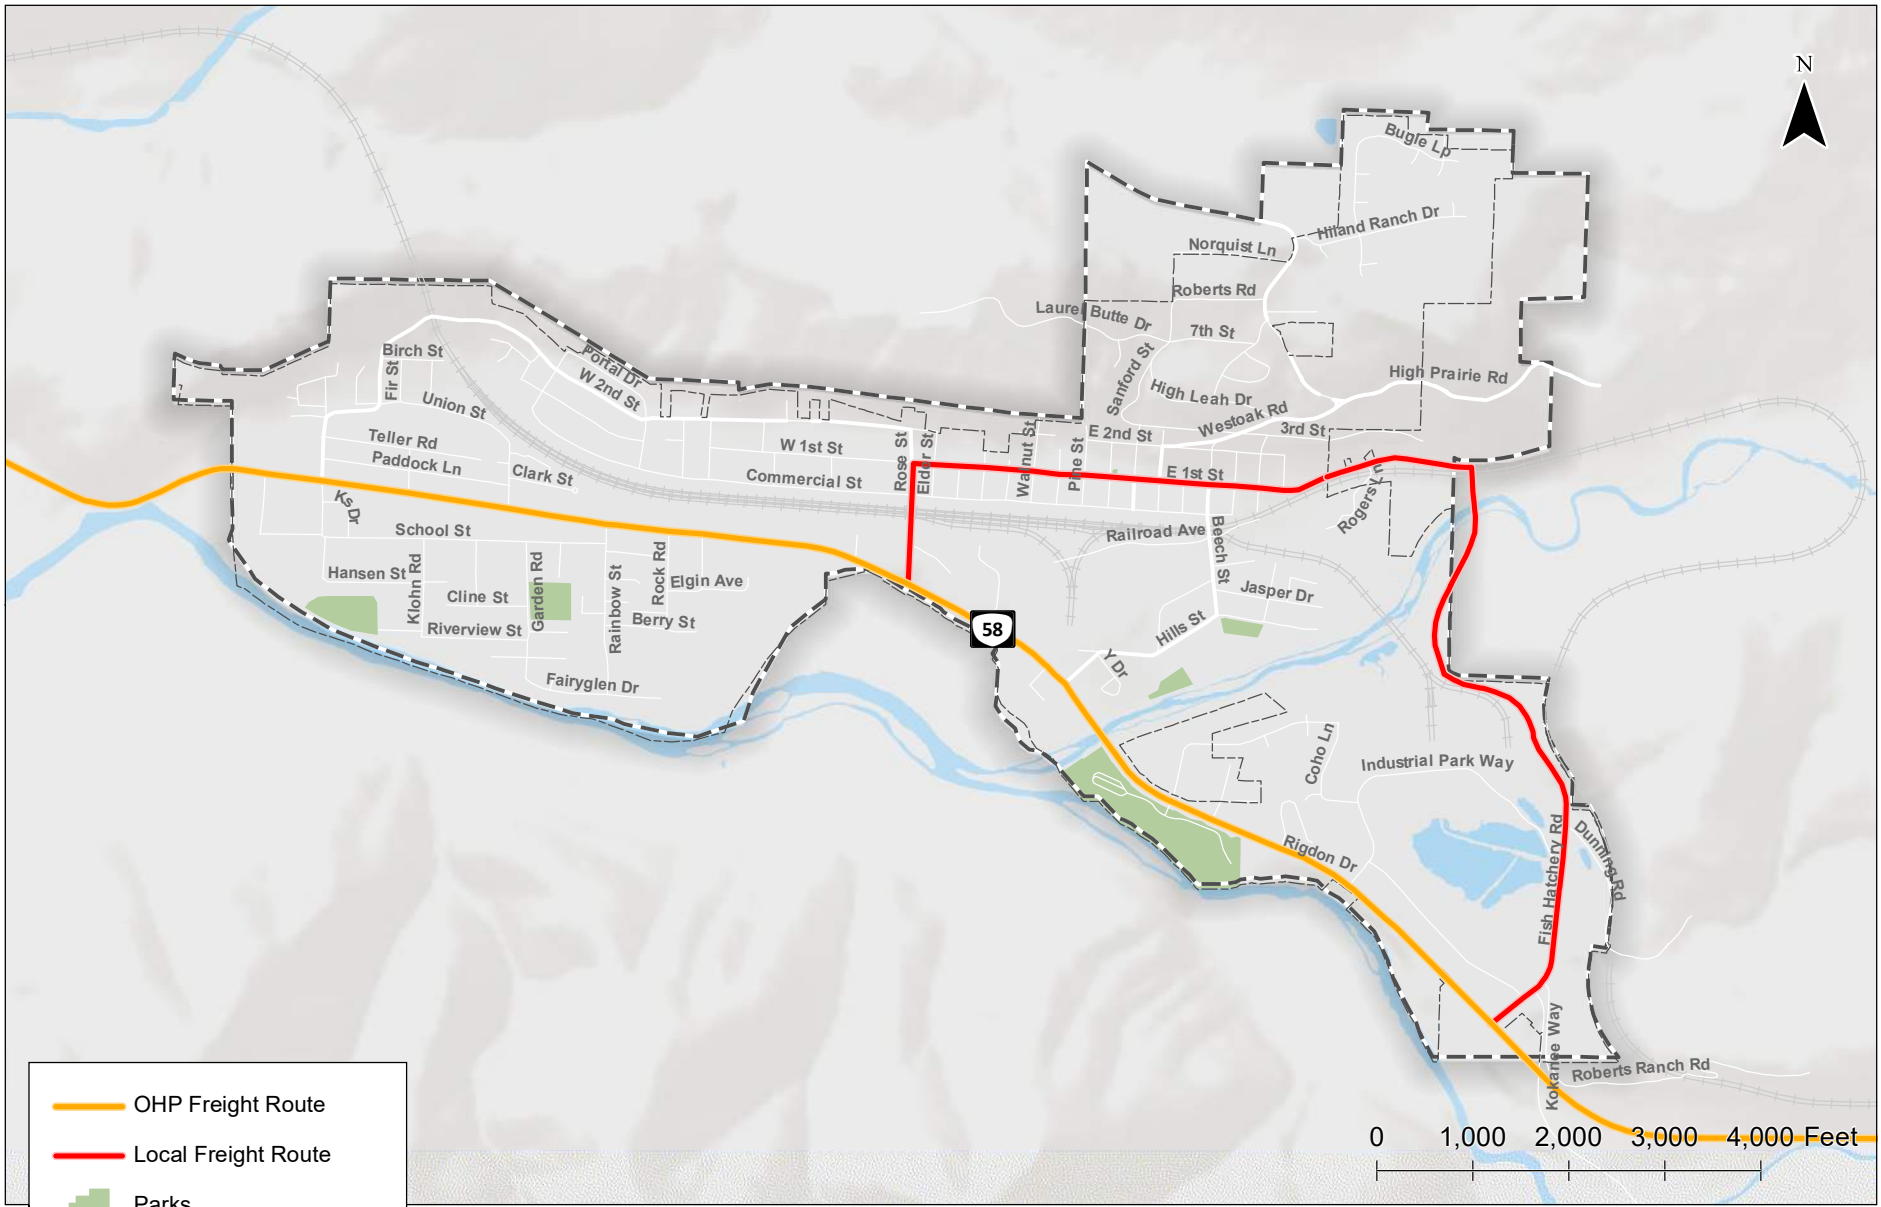 N
Bugle Lp
Hiland Ranch Dr
Norquist Ln
Roberts Rd
Laurel Butte Dr
7th St
Sanford St
High Prairie Rd
High Leah Dr
Westoak Rd
3rd St
E 2nd St
Birch St
Fir St
Portal Dr
W 2nd St
Union St
Teller Rd
Paddock Ln
Clark St
W 1st St
Commercial St
Rose St
Elder St
Walnut St
Pine St
E 1st St
Rogers Ln
Ks Dr
School St
Railroad Ave
Beech St
Hansen St
Klohn Rd
Cline St
Garden Rd
Riverview St
Rainbow St
Rock Rd
Elgin Ave
Berry St
Jasper Dr
Hills St
Y Dr
58
Fairyglen Dr
Coho Ln
Industrial Park Way
Rigdon Dr
Fish Hatchery Rd
Dunning Rd
Kokanee Way
Roberts Ranch Rd
OHP Freight Route
Local Freight Route
Parks
0 1,000 2,000 3,000 4,000 Feet